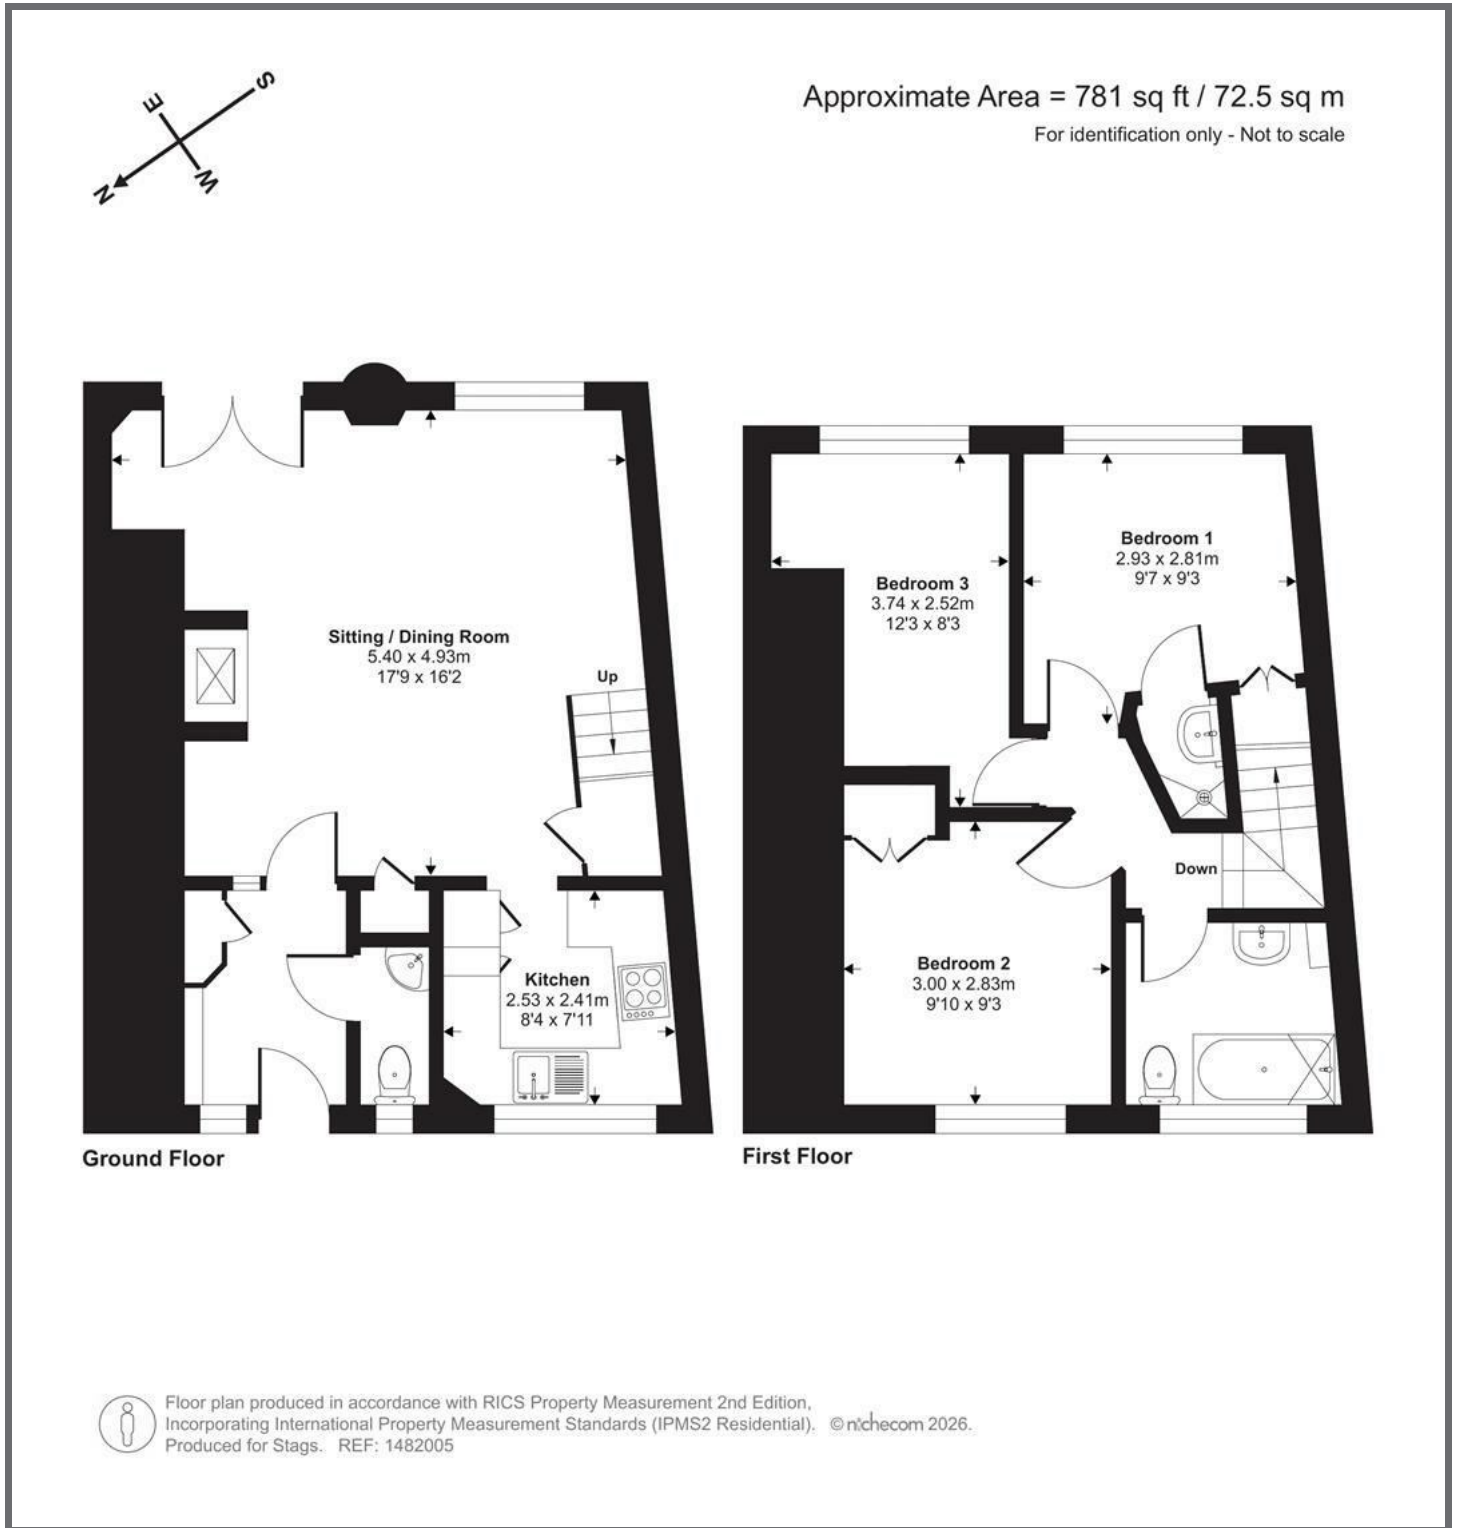 S
E
W
N
Approximate Area = 781 sq ft / 72.5 sq m
For identification only - Not to scale
Sitting / Dining Room
5.40 x 4.93m
17'9 x 16'2
Up
Kitchen
2.53 x 2.41m
8'4 x 7'11
Ground Floor
Bedroom 1
2.93 x 2.81m
9'7 x 9'3
Bedroom 3
3.74 x 2.52m
12'3 x 8'3
Down
Bedroom 2
3.00 x 2.83m
9'10 x 9'3
First Floor
Floor plan produced in accordance with RICS Property Measurement 2nd Edition,
Incorporating International Property Measurement Standards (IPMS2 Residential). © nichecom 2026.
Produced for Stags. REF: 1482005